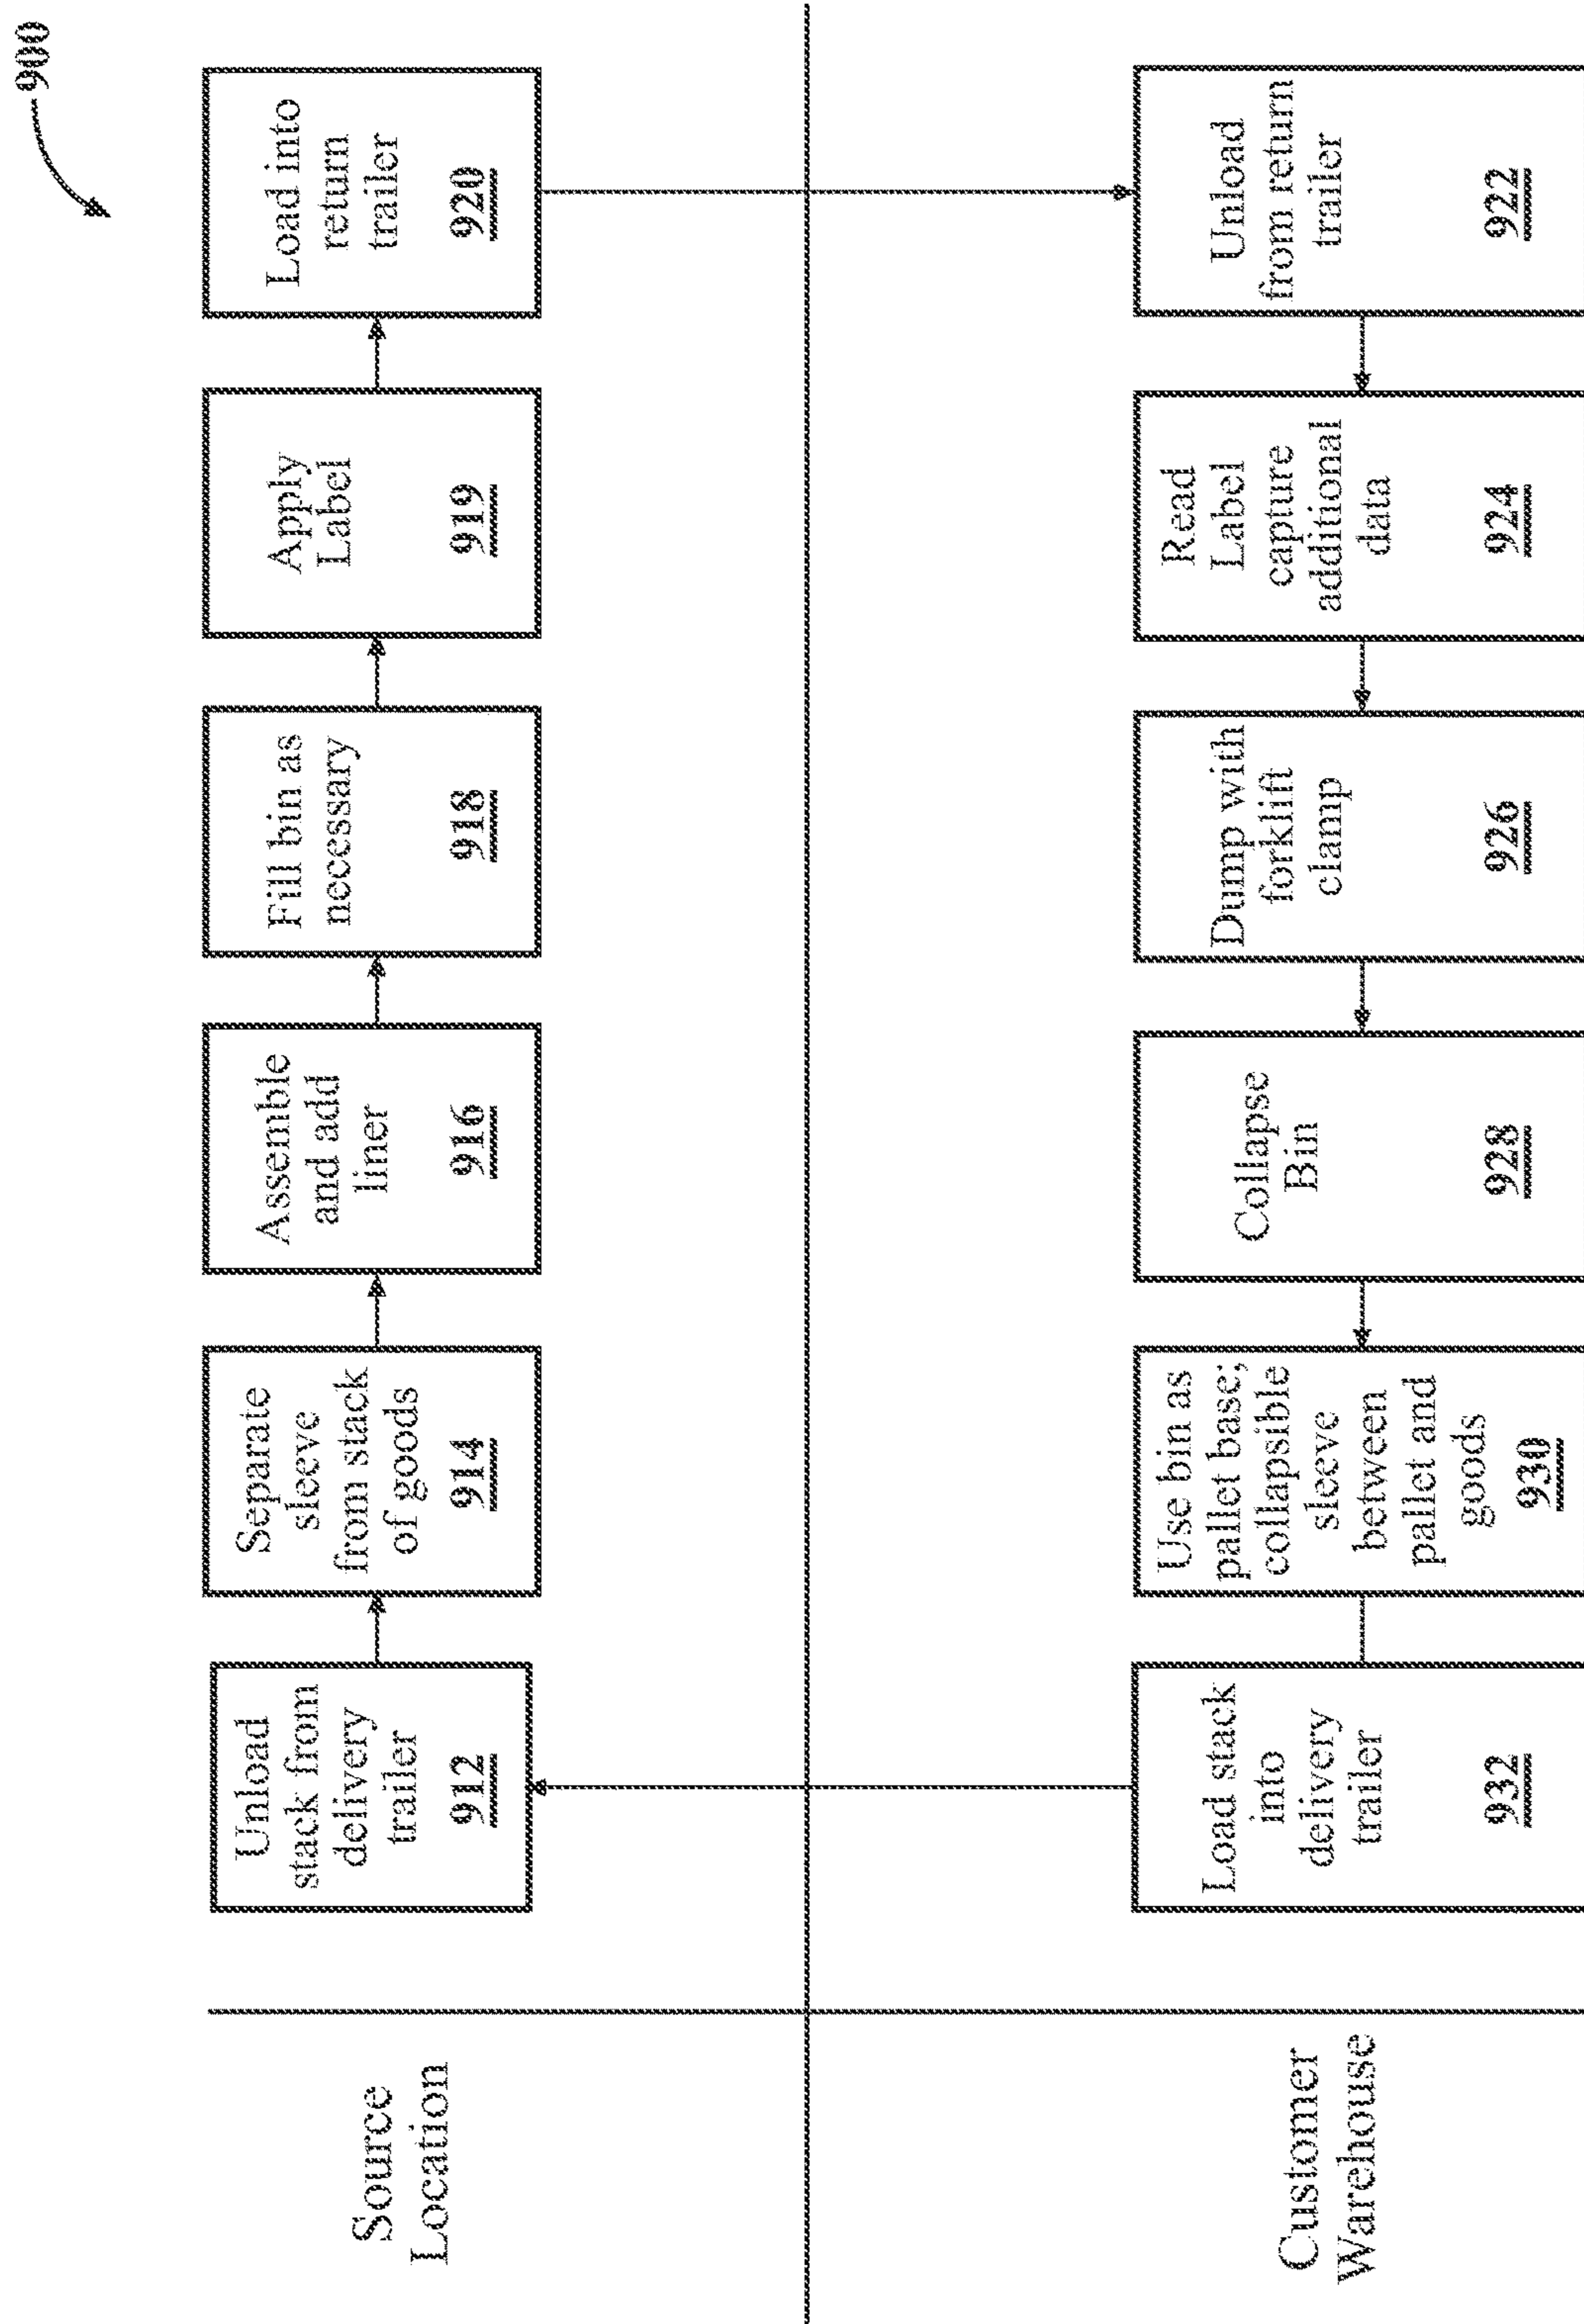 900
Source
Location
Unload
stack from
delivery
trailer
912
Separate
sleeve
from stack
of goods
914
Assemble
and add
liner
916
Fill bin as
necessary
918
Apply
Label
919
Load into
return
trailer
920
Customer
Warehouse
Load stack
into
delivery
trailer
932
Use bin as
pallet base;
collapsible
sleeve
between
pallet and
goods
930
Collapse
Bin
928
Dump with
forklift
clamp
926
Read
Label
capture
additional
data
924
Unload
from return
trailer
922